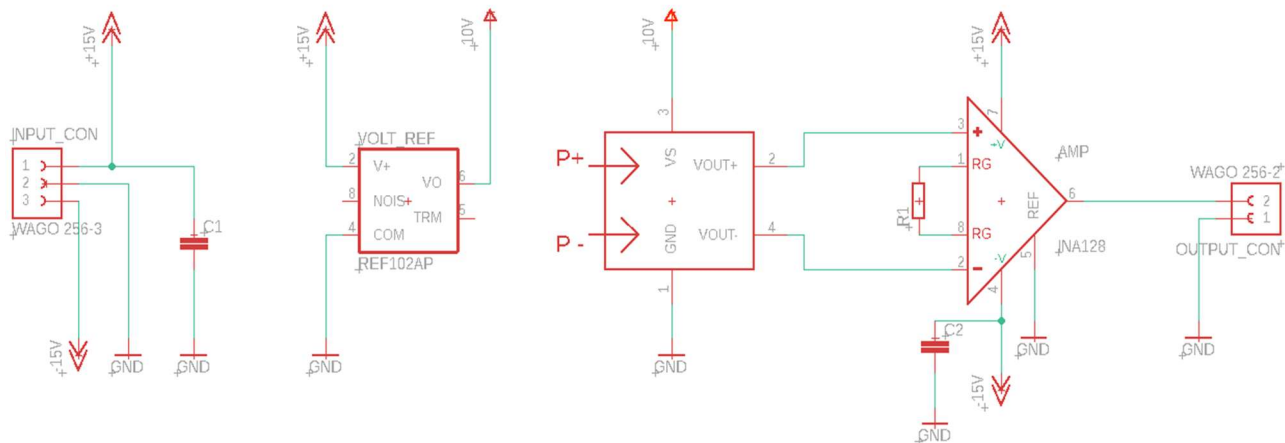 +15V
INPUT_CON
1
2
3
WAGO 256-3
-15V
GND
C1
GND
+15V
10V
VOLT_REF
2
V+
VO
6
8
NOIS
TRM
5
4
COM
REF102AP
GND
10V
3
VS
P+
VOUT+
2
P -
VOUT-
4
GND
1
GND
+15V
7
+V
3
+
AMP
1
RG
R1
REF
6
8
RG
2
-
-V
4
5
INA128
C2
GND
-15V
GND
WAGO 256-2
2
1
OUTPUT_CON
GND